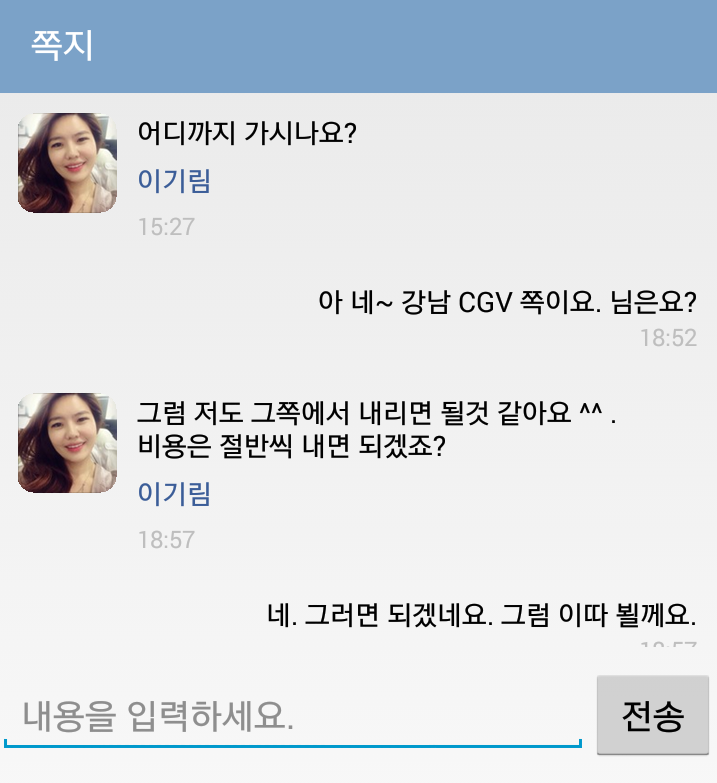 쪽지
어디까지 가시나요?
이기림
15:27
아 네~ 강남 CGV 쪽이요. 님은요?
18:52
그럼 저도 그쪽에서 내리면 될것 같아요 ^^ .
비용은 절반씩 내면 되겠죠?
이기림
18:57
네. 그러면 되겠네요. 그럼 이따 뵐께요.
18:57
내용을 입력하세요.
전송